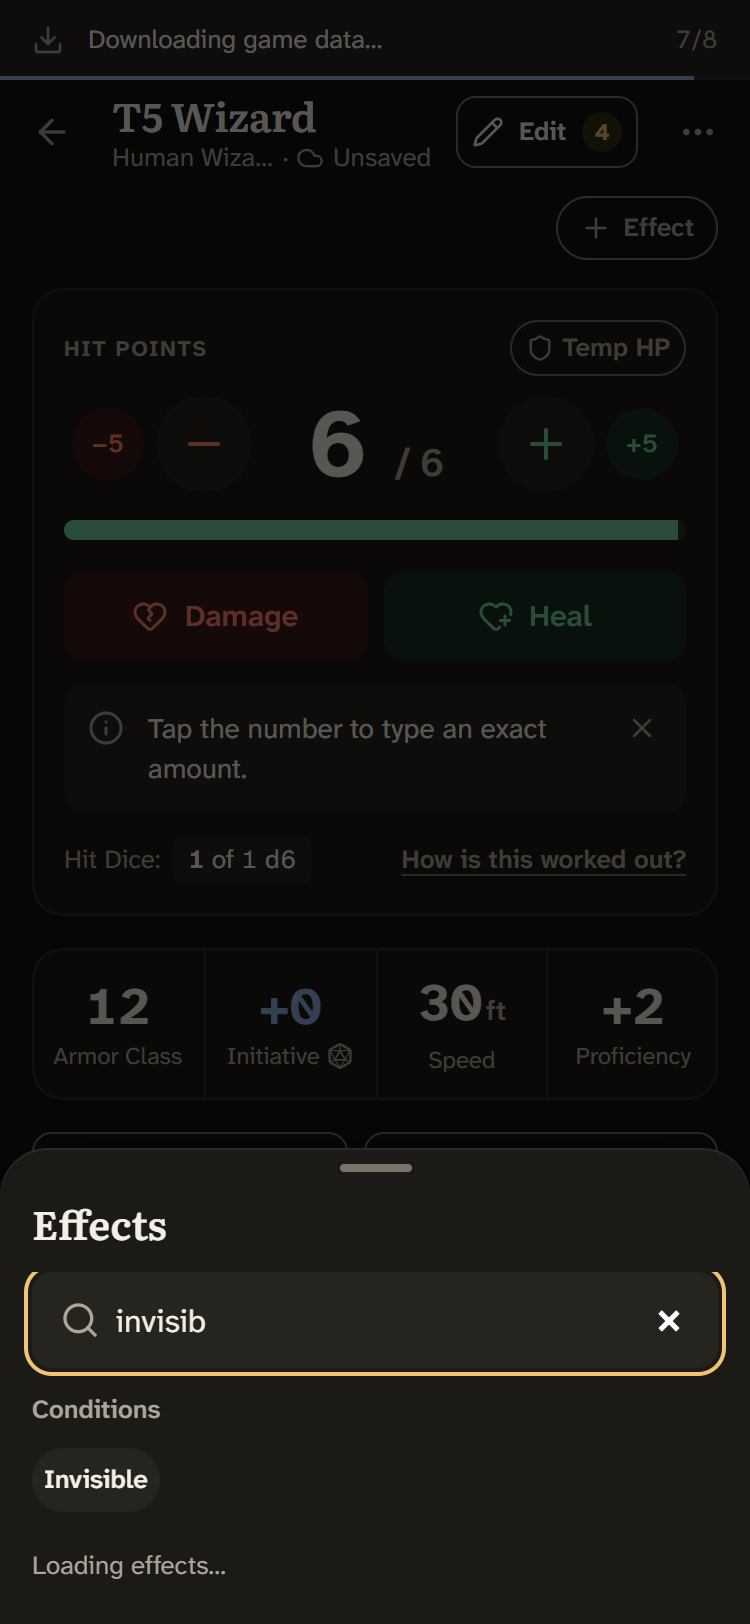 Downloading game data...
7/8
T5 Wizard
Human Wiza... · Unsaved
Edit 4
Effect
HIT POINTS
Temp HP
–5
6 / 6
+5
Damage
Heal
Tap the number to type an exact
amount.
Hit Dice: 1 of 1 d6
How is this worked out?
12
Armor Class
+0
Initiative
30 ft
Speed
+2
Proficiency
Effects
invisib
Conditions
Invisible
Loading effects...